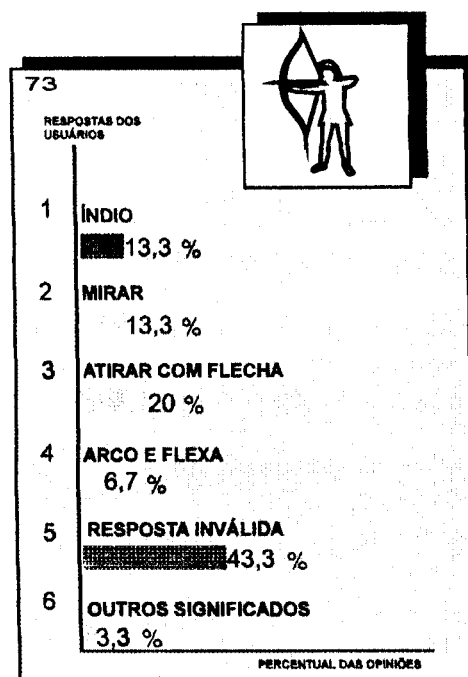 73
RESPOSTAS DOS
USUÁRIOS
1 ÍNDIO
13,3 %
2 MIRAR
13,3 %
3 ATIRAR COM FLECHA
20 %
4 ARCO E FLEXA
6,7 %
5 RESPOSTA INVÁLIDA
43,3 %
6 OUTROS SIGNIFICADOS
3,3 %
PERCENTUAL DAS OPINIÕES